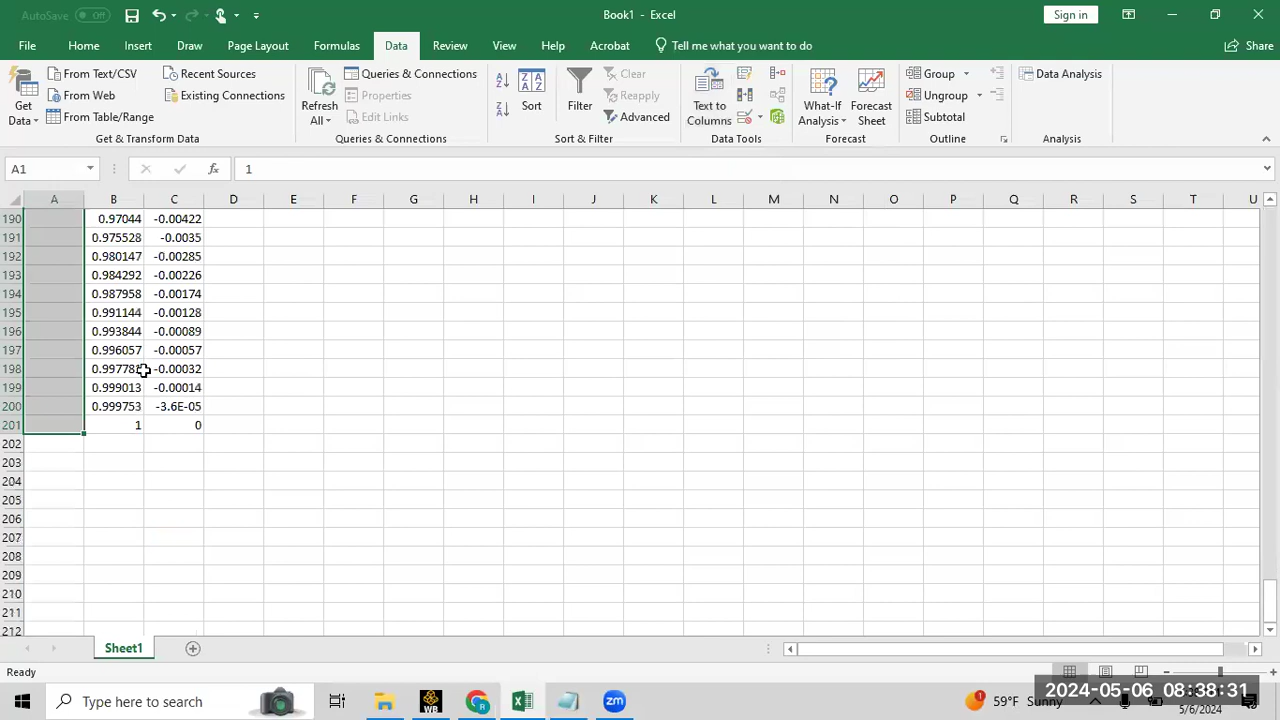 AutoSave Off Book1 - Excel Sign in
File Home Insert Draw Page Layout Formulas Data Review View Help Acrobat Tell me what you want to do Share
Get Data From Text/CSV From Web From Table/Range Recent Sources Existing Connections
Refresh All Queries & Connections Properties Edit Links
Sort Filter Clear Reapply Advanced
Text to Columns What-If Analysis Forecast Sheet
Group Ungroup Subtotal Data Analysis
Get & Transform Data Queries & Connections Sort & Filter Data Tools Forecast Outline Analysis
A1 fx 1
A B C D E F G H I J K L M N O P Q R S T U
190 0.97044 -0.00422
191 0.975528 -0.0035
192 0.980147 -0.00285
193 0.984292 -0.00226
194 0.987958 -0.00174
195 0.991144 -0.00128
196 0.993844 -0.00089
197 0.996057 -0.00057
198 -0.00032
199 0.999013 -0.00014
200 0.999753 -3.6E-05
201 1 0
202
203
204
205
206
207
208
209
210
211
212
Sheet1
Ready
Type here to search 59°F Sunny 2024-05-06 08:38:31
5/6/2024